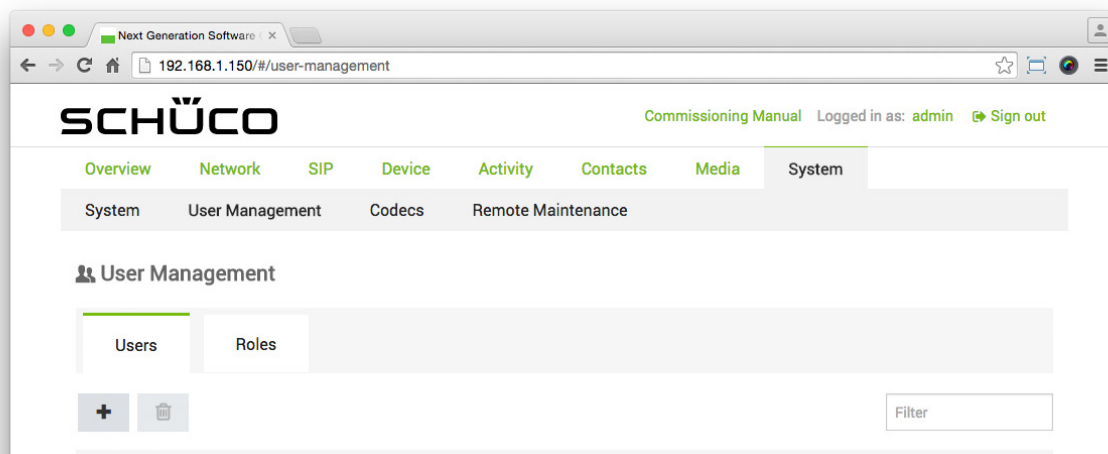 Next Generation Software
192.168.1.150/#/user-management
SCHÜCO
Commissioning Manual Logged in as: admin Sign out
Overview Network SIP Device Activity Contacts Media System
System User Management Codecs Remote Maintenance
User Management
Users Roles
Filter